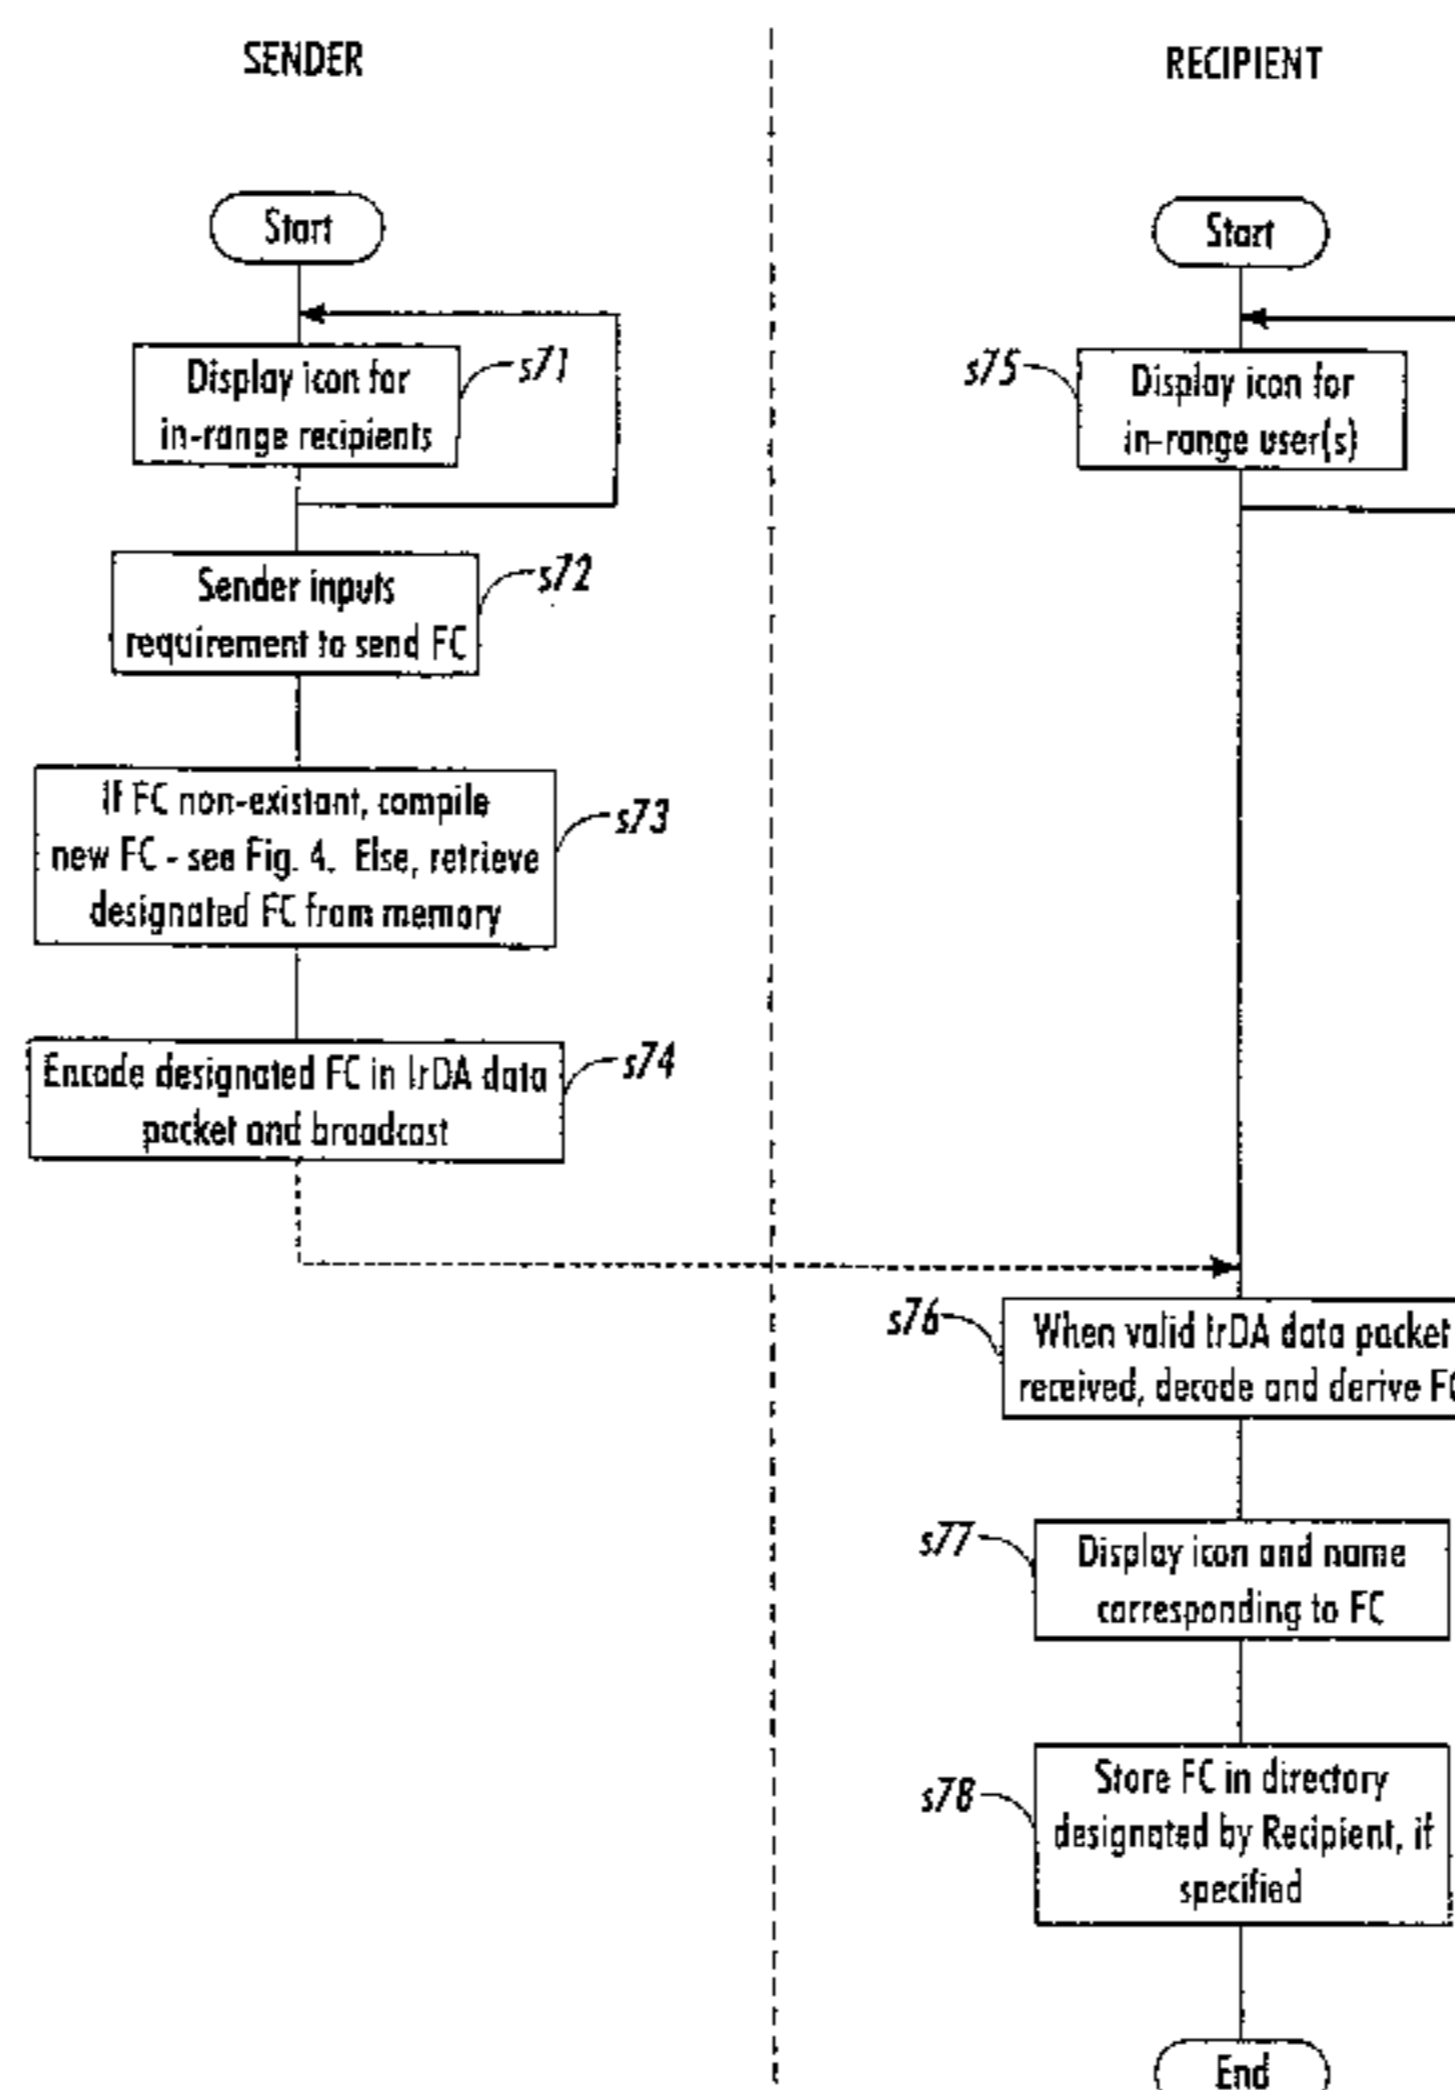 SENDER
Start
Display icon for
in-range recipients
s71
Sender inputs
requirement to send FC
s72
If FC non-existant, compile
new FC - see Fig. 4. Else, retrieve
designated FC from memory
s73
Encode designated FC in IrDA data
packet and broadcast
s74
RECIPIENT
Start
s75
Display icon for
in-range user(s)
s76
When valid IrDA data packet
received, decode and derive FC
s77
Display icon and name
corresponding to FC
s78
Store FC in directory
designated by Recipient, if
specified
End